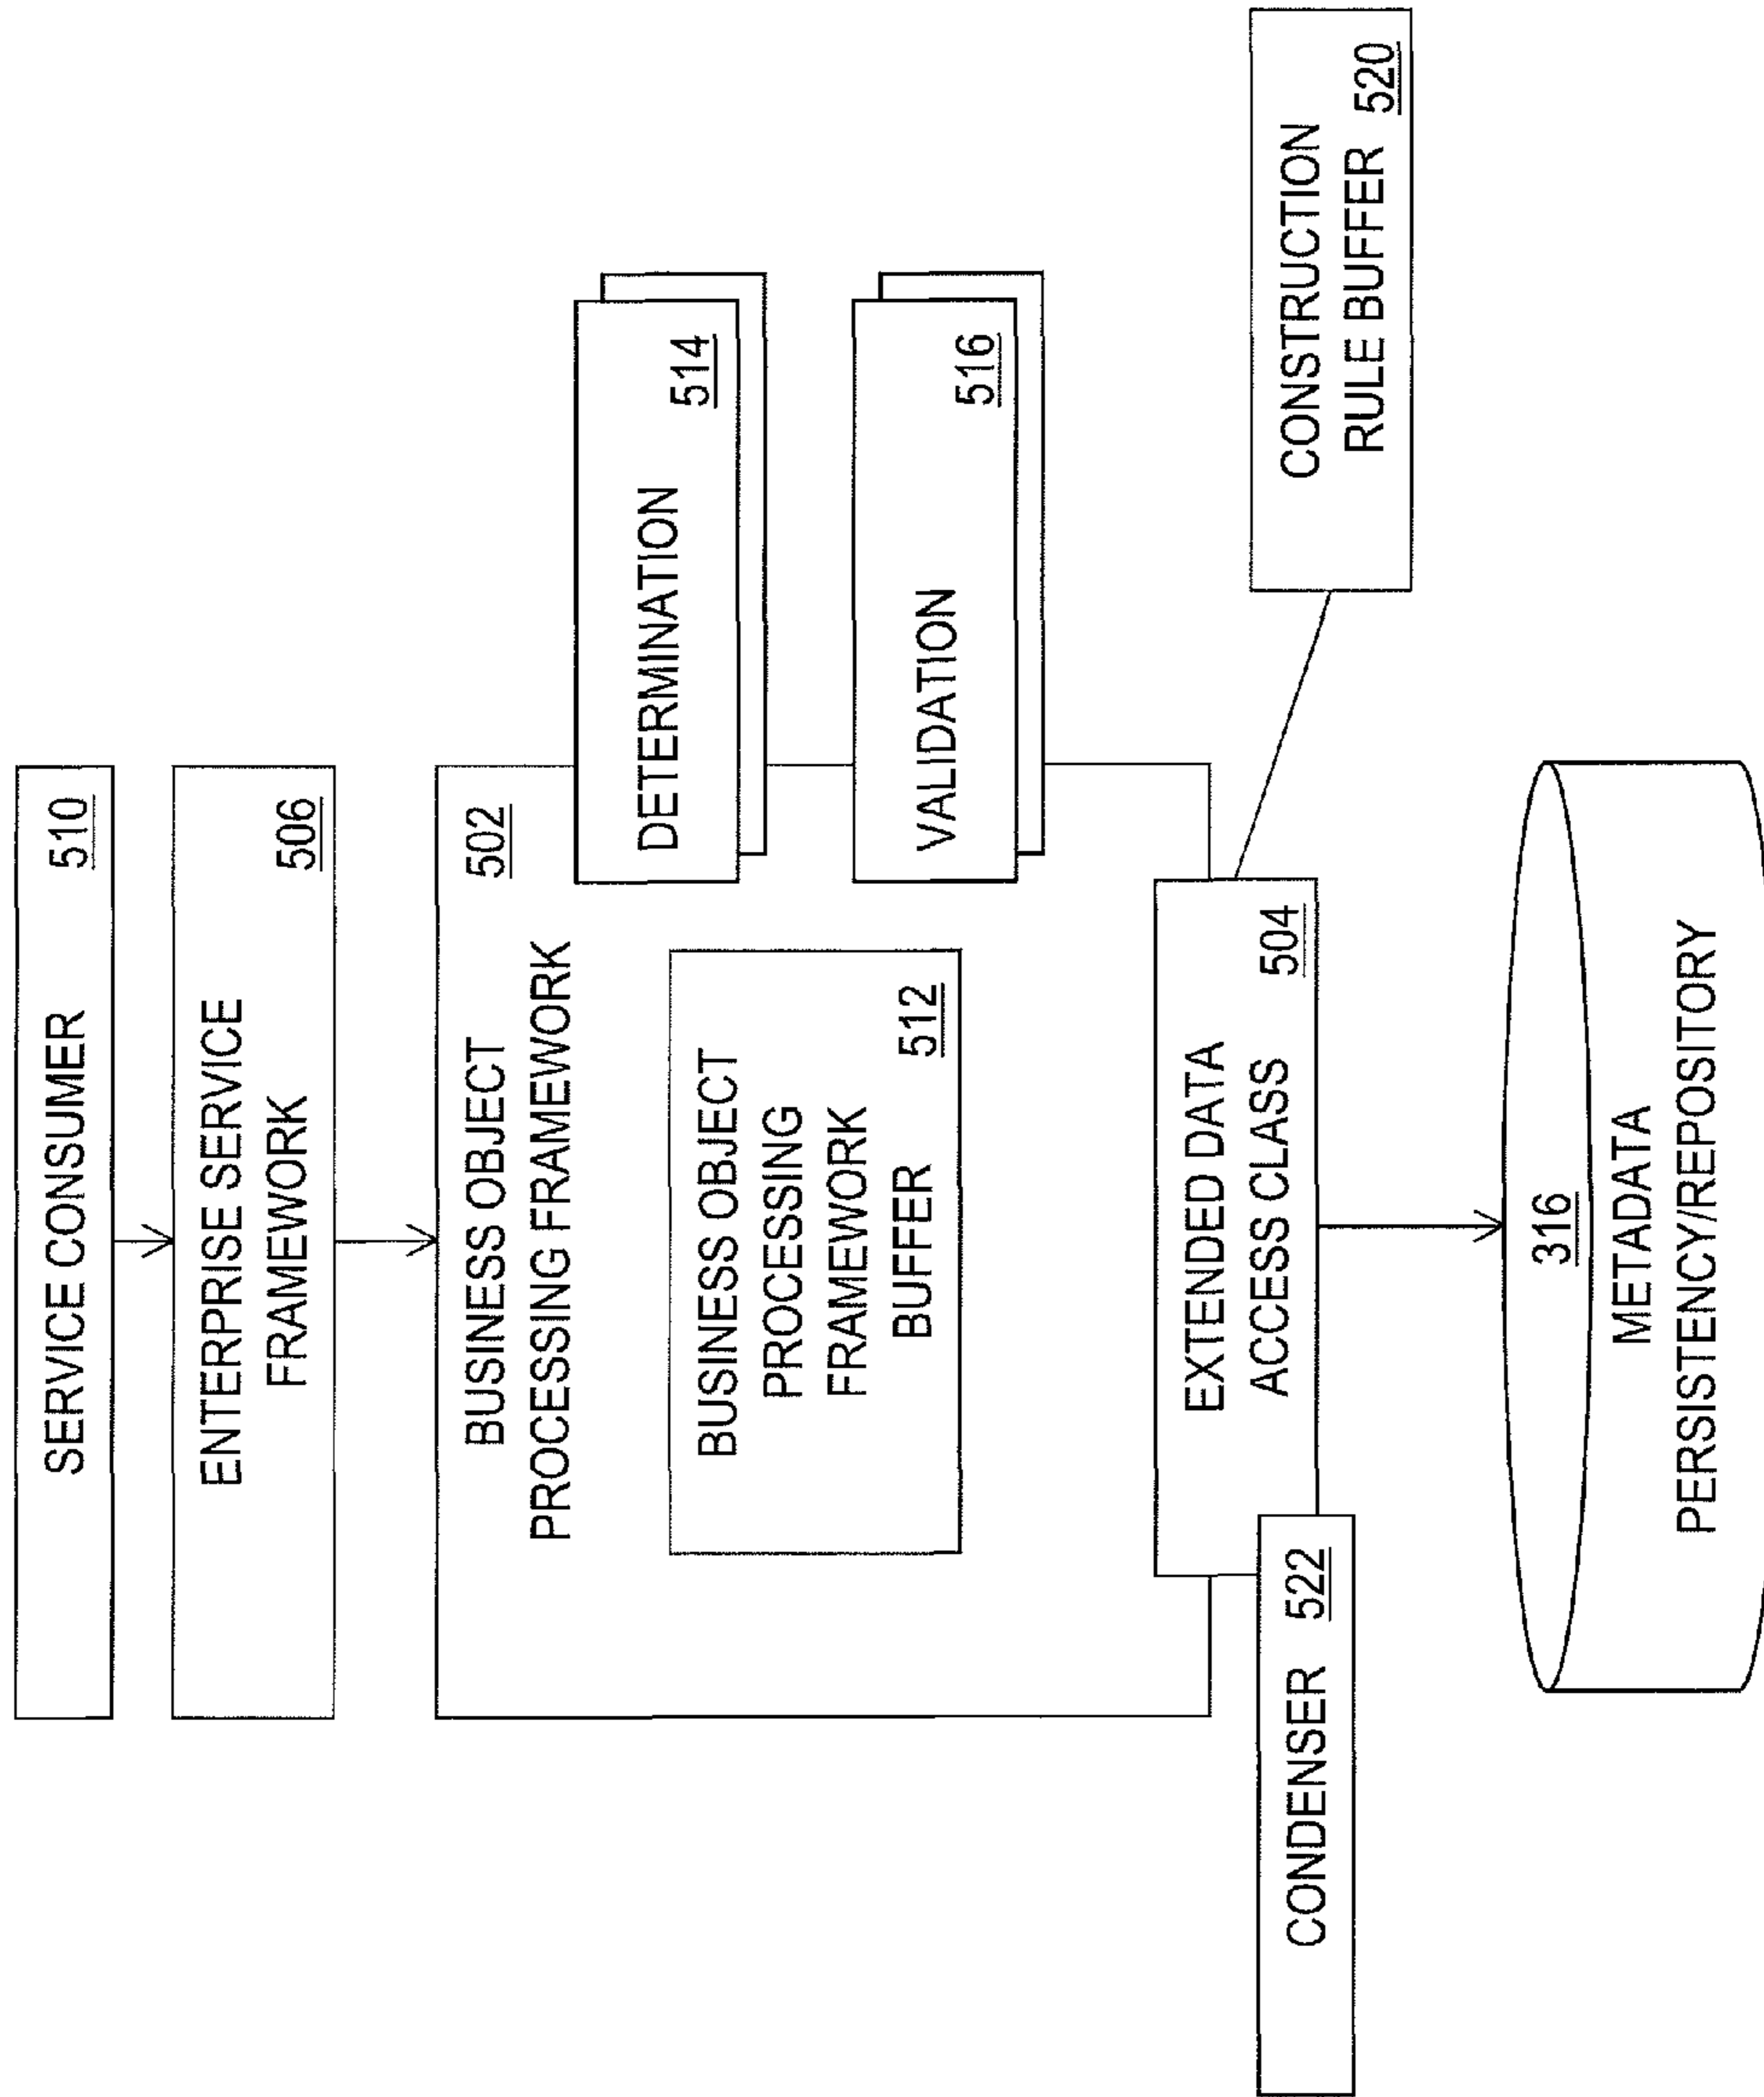 SERVICE CONSUMER 510
ENTERPRISE SERVICE
FRAMEWORK 506
BUSINESS OBJECT 502
PROCESSING FRAMEWORK
DETERMINATION
514
BUSINESS OBJECT
PROCESSING
FRAMEWORK
BUFFER 512
VALIDATION
516
EXTENDED DATA
ACCESS CLASS 504
CONDENSER 522
CONSTRUCTION
RULE BUFFER 520
316
METADATA
PERSISTENCY/REPOSITORY